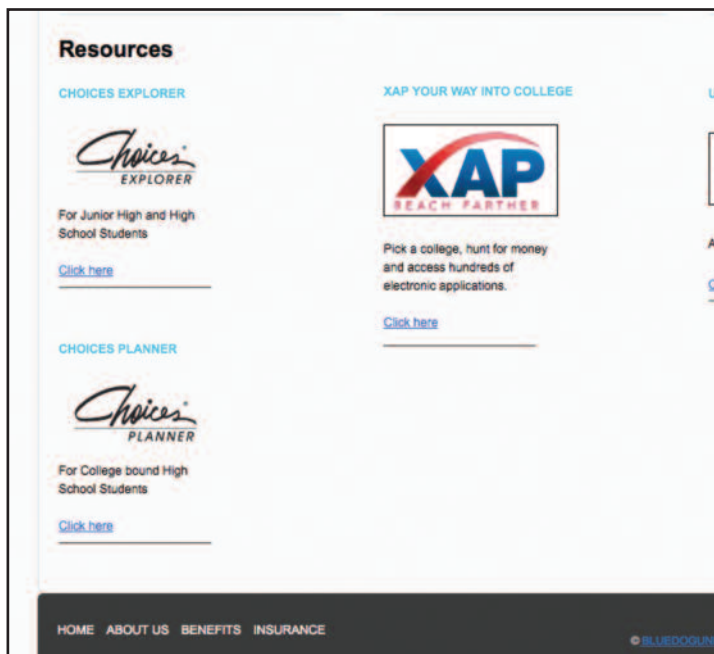 Resources
CHOICES EXPLORER
Choices
EXPLORER
For Junior High and High
School Students
Click here
CHOICES PLANNER
Choices
PLANNER
For College bound High
School Students
Click here
XAP YOUR WAY INTO COLLEGE
XAP
REACH FARTHER
Pick a college, hunt for money
and access hundreds of
electronic applications.
Click here
U
A
C
HOME ABOUT US BENEFITS INSURANCE
© BLUEDOGUN